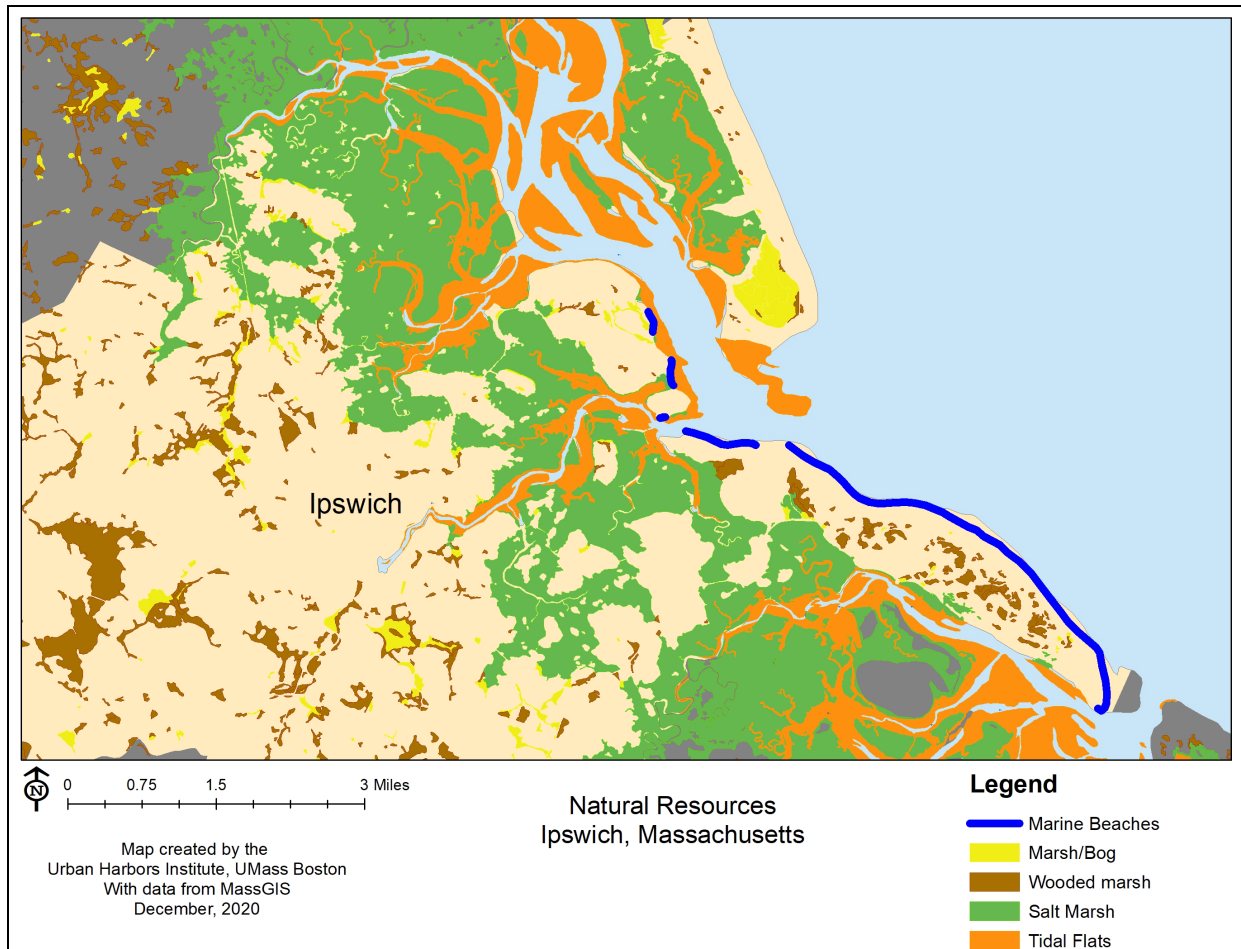 Ipswich
N
0 0.75 1.5 3 Miles
Map created by the
Urban Harbors Institute, UMass Boston
With data from MassGIS
December, 2020
Natural Resources
Ipswich, Massachusetts
Legend
Marine Beaches
Marsh/Bog
Wooded marsh
Salt Marsh
Tidal Flats